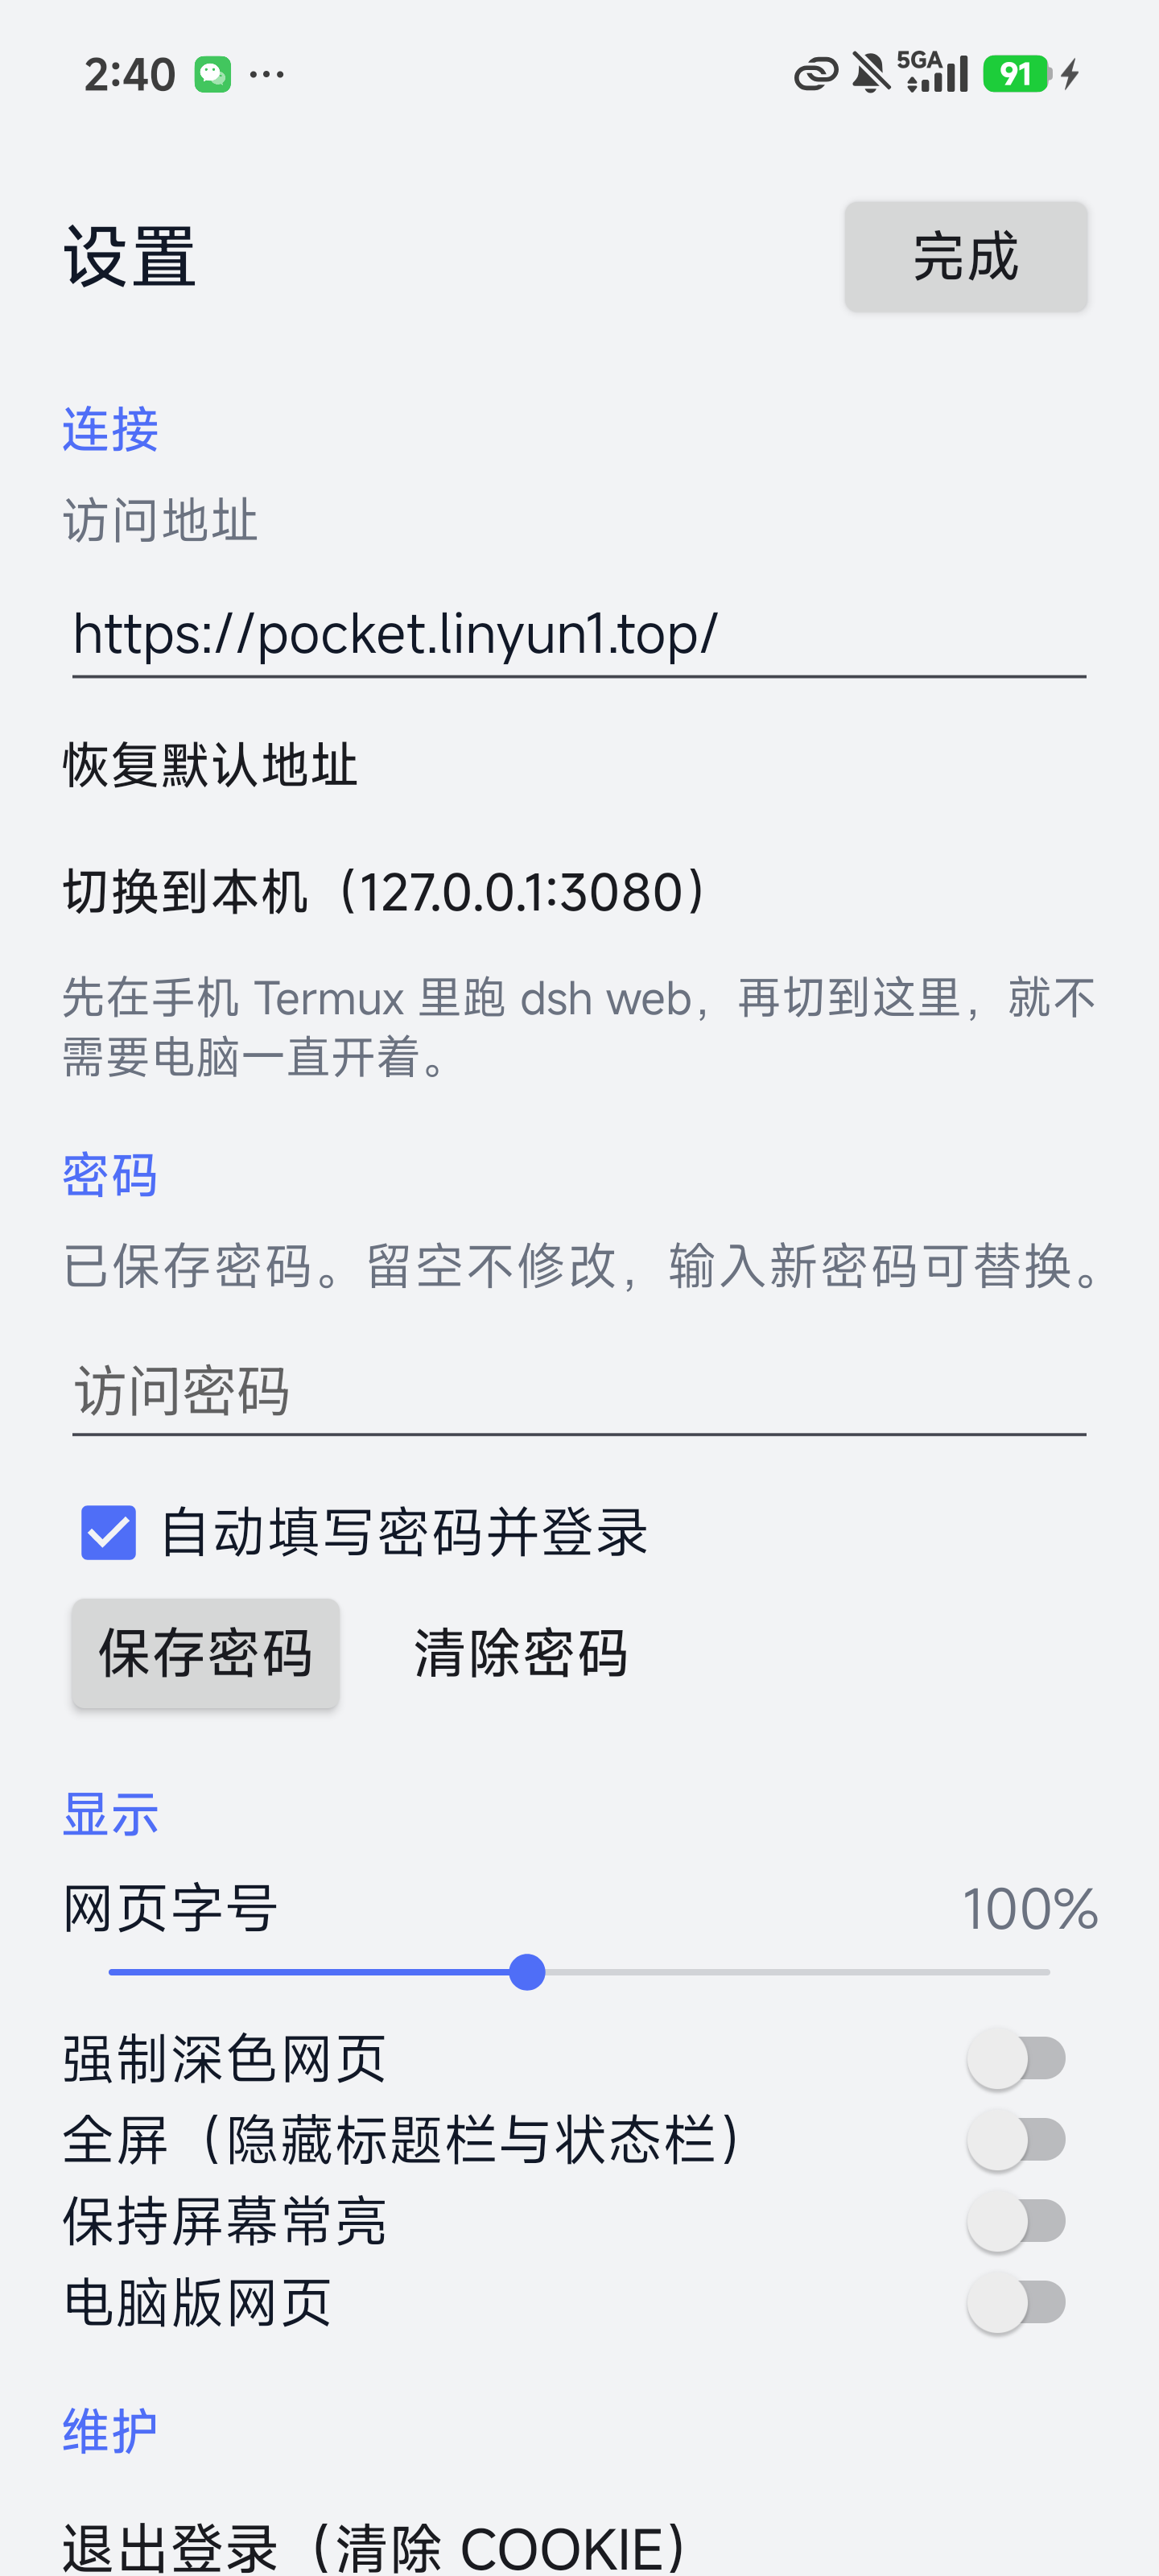 2:40
5GA
91
设置
完成
连接
访问地址
https://pocket.linyun1.top/
恢复默认地址
切换到本机（127.0.0.1:3080）
先在手机 Termux 里跑 dsh web，再切到这里，就不
需要电脑一直开着。
密码
已保存密码。留空不修改，输入新密码可替换。
访问密码
自动填写密码并登录
保存密码
清除密码
显示
网页字号
100%
强制深色网页
全屏（隐藏标题栏与状态栏）
保持屏幕常亮
电脑版网页
维护
退出登录（清除 COOKIE）